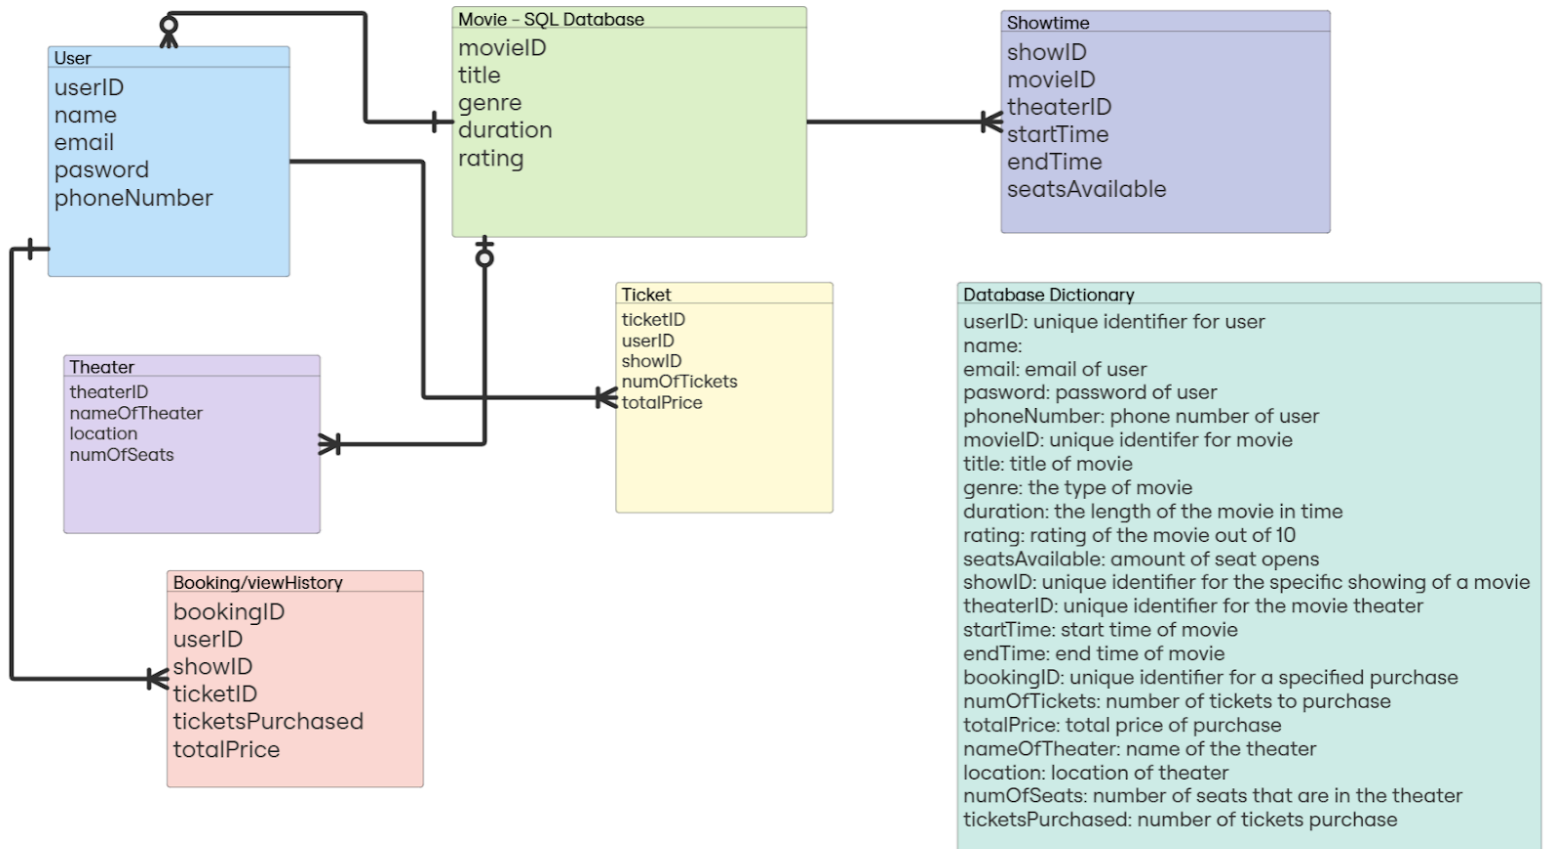 User
userID
name
email
pasword
phoneNumber
Movie - SQL Database
movieID
title
genre
duration
rating
Showtime
showID
movieID
theaterID
startTime
endTime
seatsAvailable
Theater
theaterID
nameOfTheater
location
numOfSeats
Ticket
ticketID
userID
showID
numOfTickets
totalPrice
Booking/viewHistory
bookingID
userID
showID
ticketID
ticketsPurchased
totalPrice
Database Dictionary
userID: unique identifier for user
name:
email: email of user
pasword: password of user
phoneNumber: phone number of user
movieID: unique identifer for movie
title: title of movie
genre: the type of movie
duration: the length of the movie in time
rating: rating of the movie out of 10
seatsAvailable: amount of seat opens
showID: unique identifier for the specific showing of a movie
theaterID: unique identifier for the movie theater
startTime: start time of movie
endTime: end time of movie
bookingID: unique identifier for a specified purchase
numOfTickets: number of tickets to purchase
totalPrice: total price of purchase
nameOfTheater: name of the theater
location: location of theater
numOfSeats: number of seats that are in the theater
ticketsPurchased: number of tickets purchase